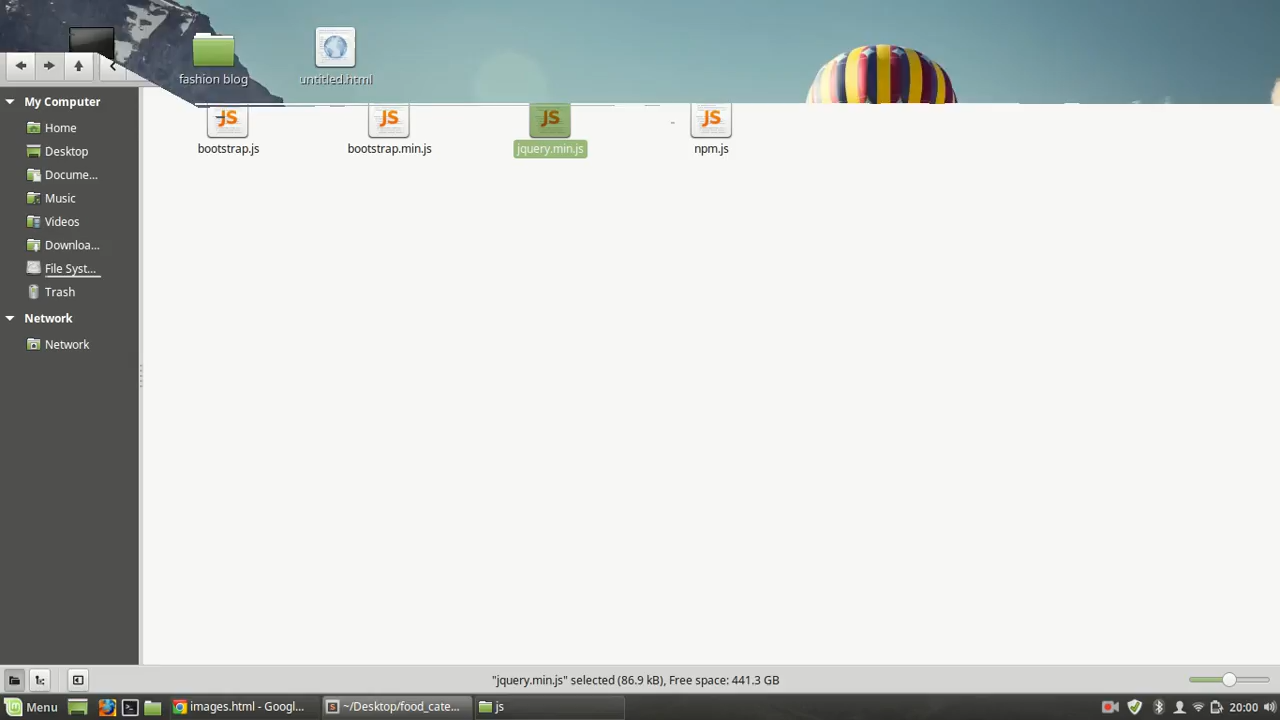 fashion blog
untitled.html
My Computer
Home
Desktop
Docume...
Music
Videos
Downloa...
File Syst...
Trash
Network
Network
JS
JS
JS
JS
bootstrap.js
bootstrap.min.js
jquery.min.js
npm.js
"jquery.min.js" selected (86.9 kB), Free space: 441.3 GB
Menu
images.html - Googl...
~/Desktop/food_cate...
js
20:00